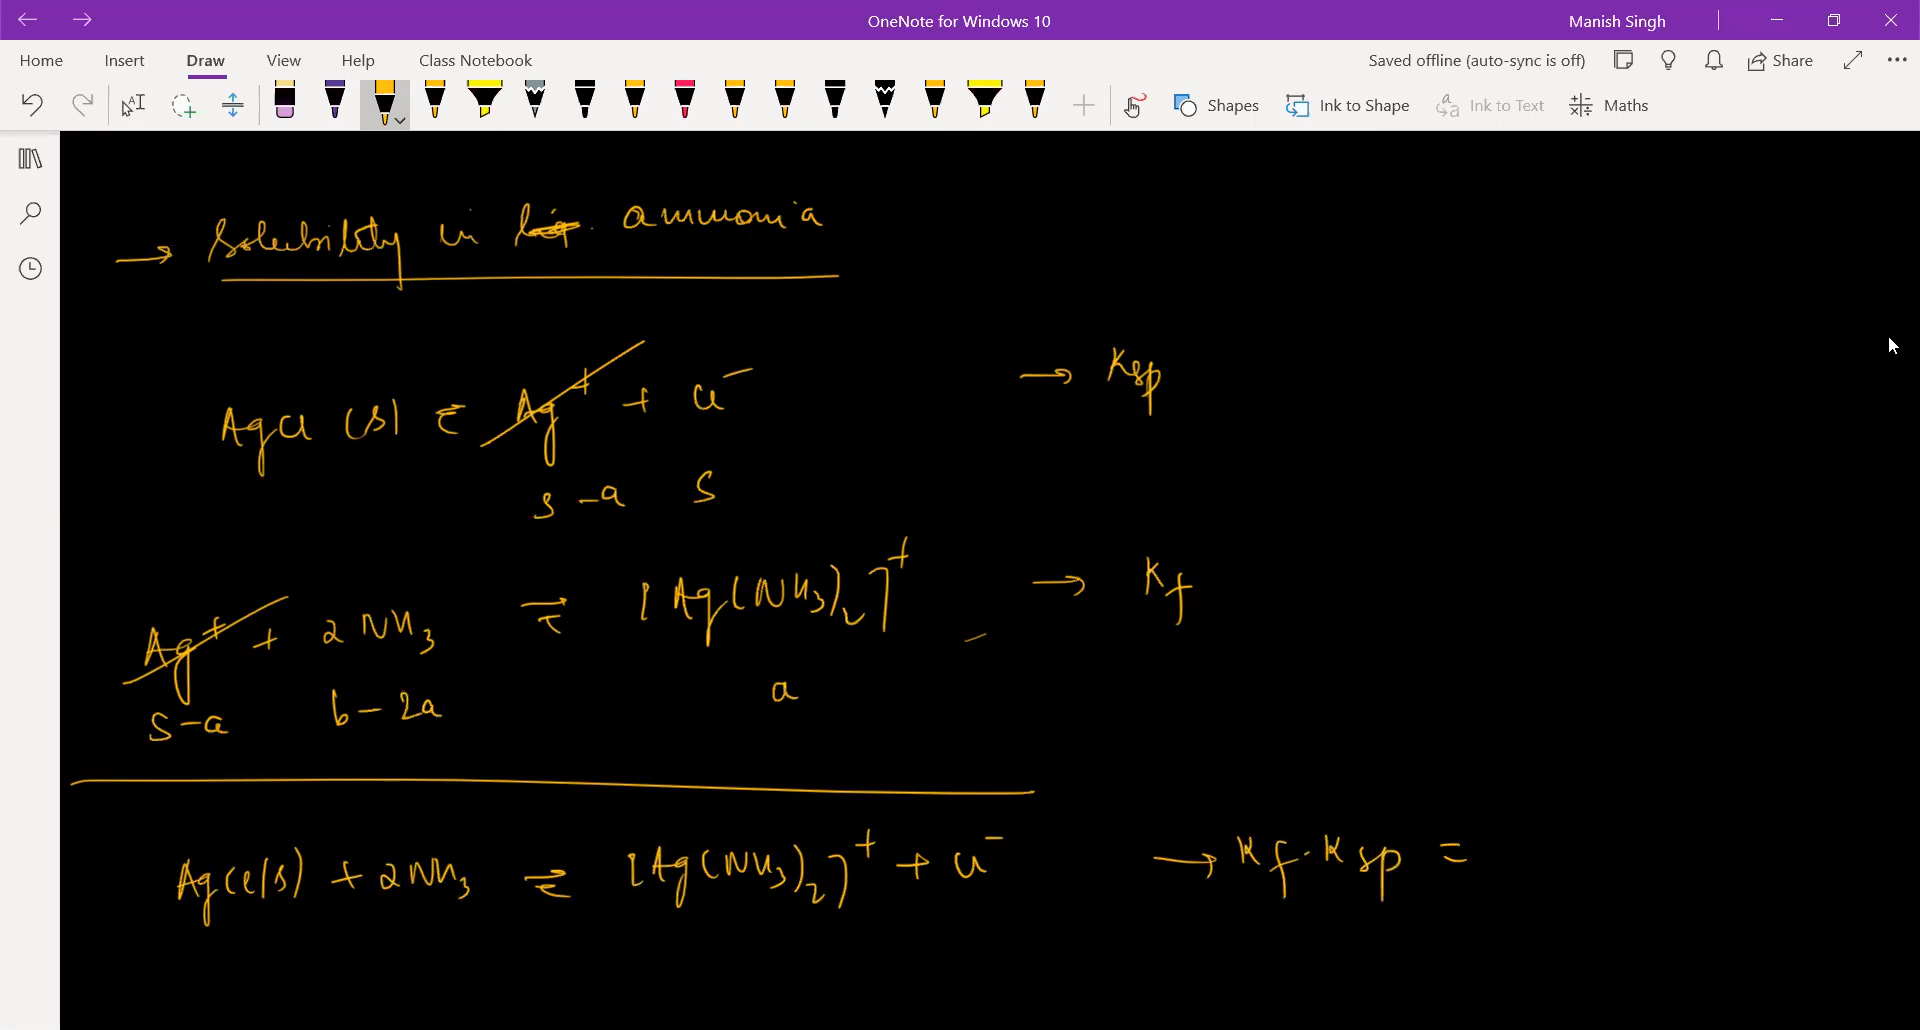 OneNote for Windows 10
Manish Singh
Home Insert Draw View Help Class Notebook
Saved offline (auto-sync is off) Share
Shapes Ink to Shape Ink to Text Maths
→ Solubility in liq. ammonia
AgCl (s) ⇌ Ag⁺ + Cl⁻ → Ksp
s - a s
Ag⁺ + 2NH₃ ⇌ [Ag(NH₃)₂]⁺ → Kf
s - a b - 2a a
AgCl(s) + 2NH₃ ⇌ [Ag(NH₃)₂]⁺ + Cl⁻ → Kf · Ksp =